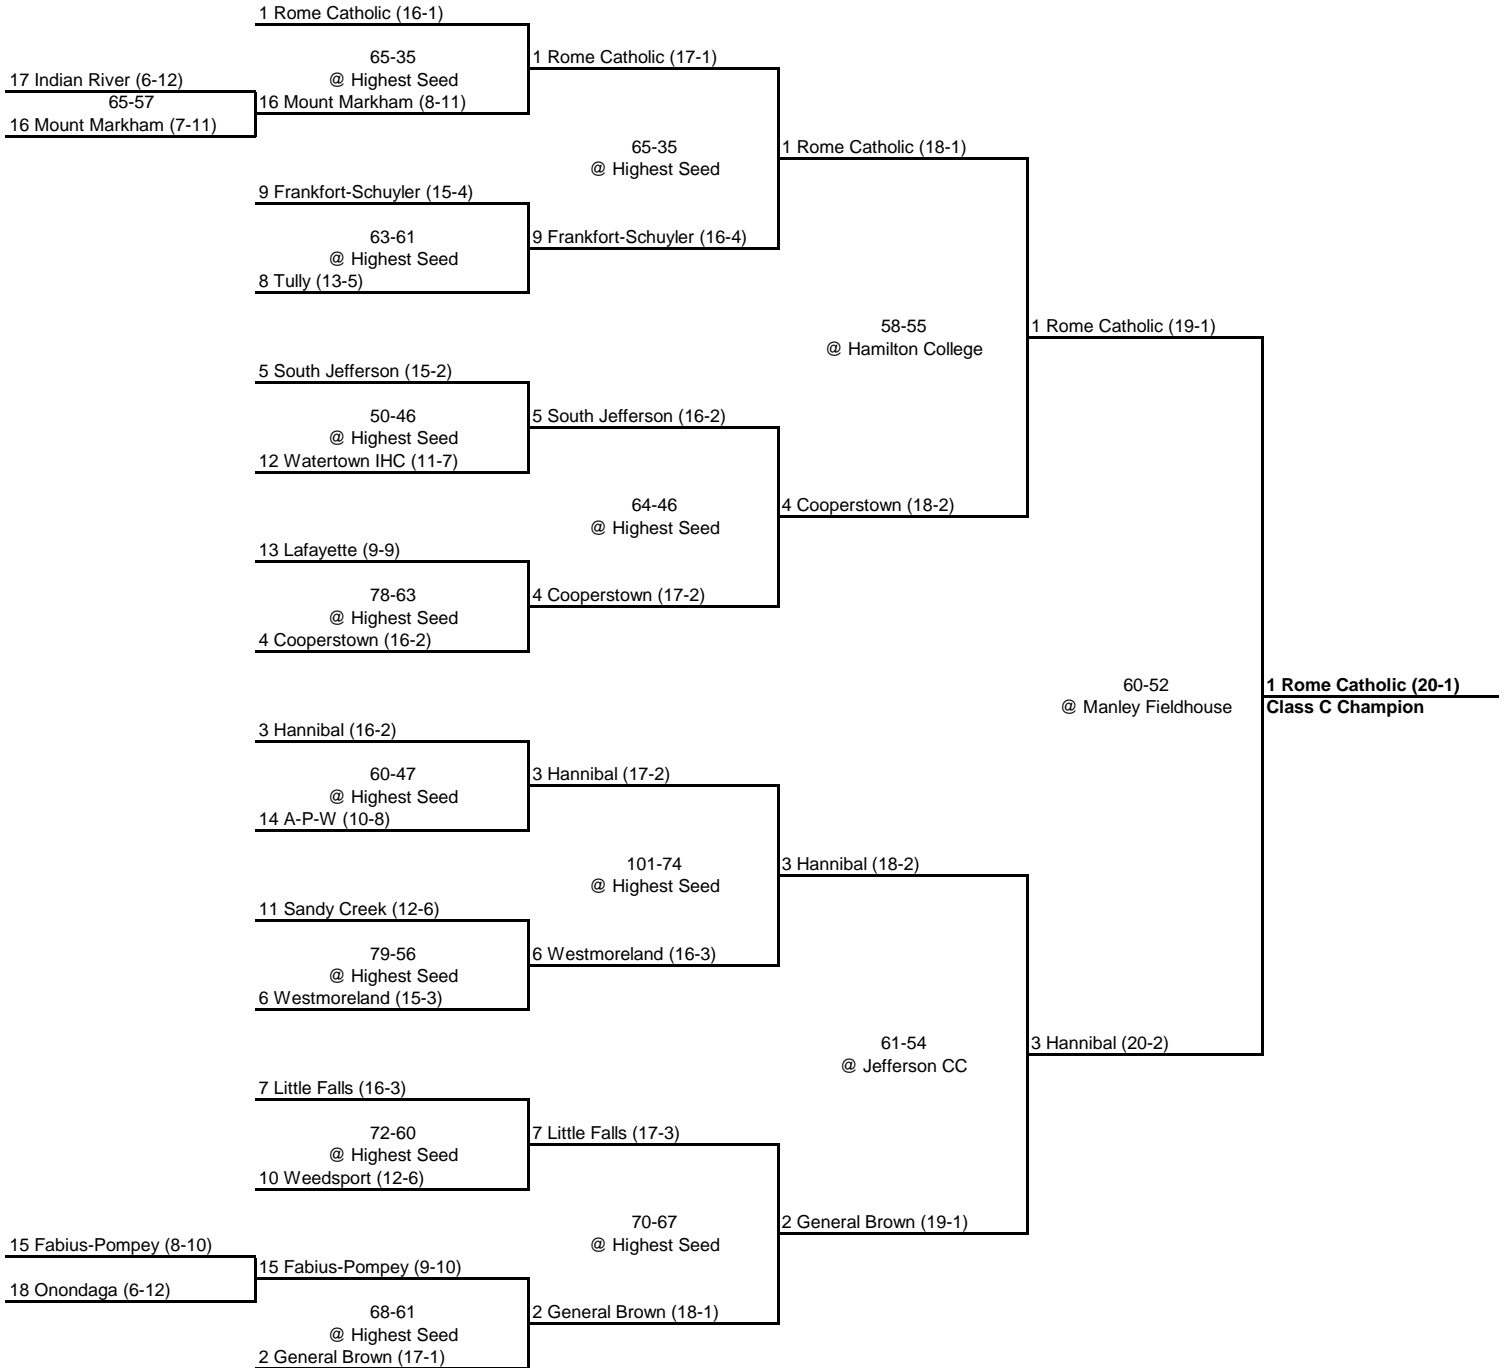 1 Rome Catholic (16-1)
65-35
@ Highest Seed
1 Rome Catholic (17-1)
17 Indian River (6-12)
65-57
16 Mount Markham (7-11)
16 Mount Markham (8-11)
65-35
@ Highest Seed
1 Rome Catholic (18-1)
9 Frankfort-Schuyler (15-4)
63-61
@ Highest Seed
9 Frankfort-Schuyler (16-4)
8 Tully (13-5)
58-55
@ Hamilton College
1 Rome Catholic (19-1)
5 South Jefferson (15-2)
50-46
@ Highest Seed
5 South Jefferson (16-2)
12 Watertown IHC (11-7)
64-46
@ Highest Seed
4 Cooperstown (18-2)
13 Lafayette (9-9)
78-63
@ Highest Seed
4 Cooperstown (17-2)
4 Cooperstown (16-2)
60-52
@ Manley Fieldhouse
1 Rome Catholic (20-1)
Class C Champion
3 Hannibal (16-2)
60-47
@ Highest Seed
3 Hannibal (17-2)
14 A-P-W (10-8)
101-74
@ Highest Seed
3 Hannibal (18-2)
11 Sandy Creek (12-6)
79-56
@ Highest Seed
6 Westmoreland (16-3)
6 Westmoreland (15-3)
61-54
@ Jefferson CC
3 Hannibal (20-2)
7 Little Falls (16-3)
72-60
@ Highest Seed
7 Little Falls (17-3)
10 Weedsport (12-6)
70-67
@ Highest Seed
2 General Brown (19-1)
15 Fabius-Pompey (8-10)
18 Onondaga (6-12)
15 Fabius-Pompey (9-10)
68-61
@ Highest Seed
2 General Brown (18-1)
2 General Brown (17-1)